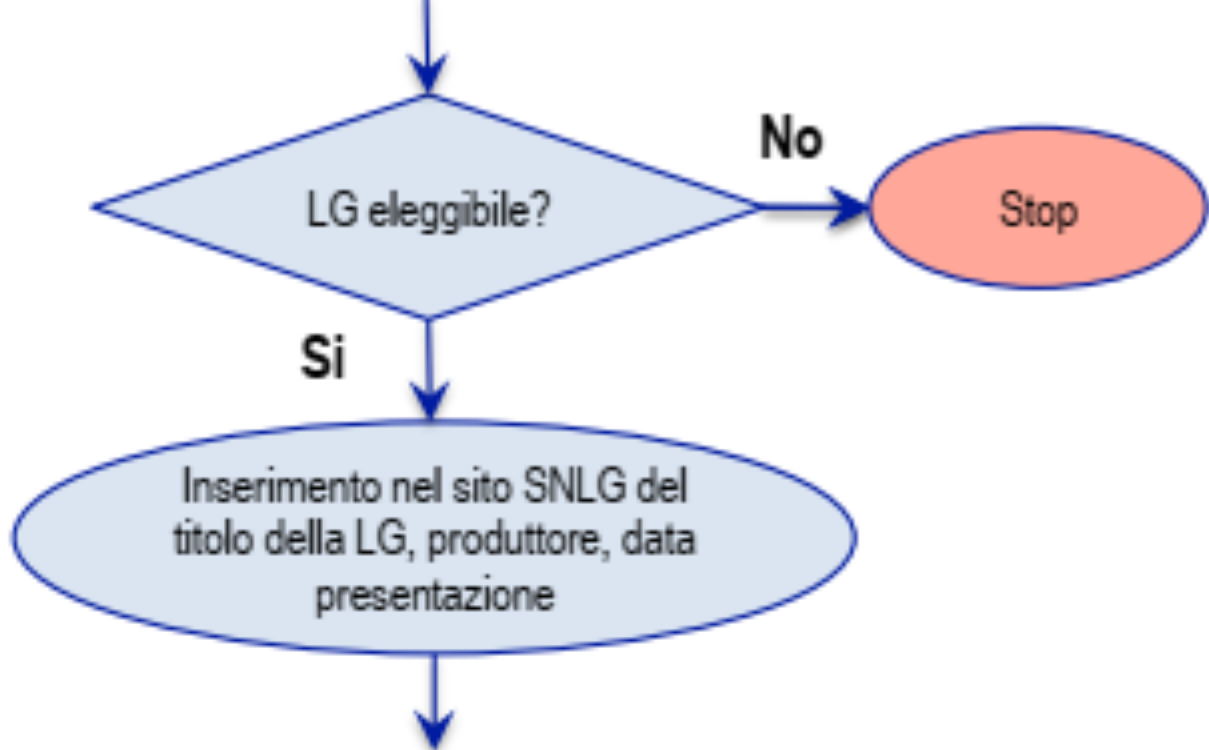 No
LG eleggibile?
Stop
Si
Inserimento nel sito SNLG del
titolo della LG, produttore, data
presentazione